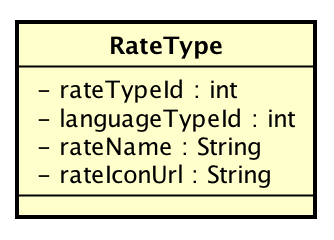 RateType
- rateTypeId : int
- languageTypeId : int
- rateName : String
- rateIconUrl : String